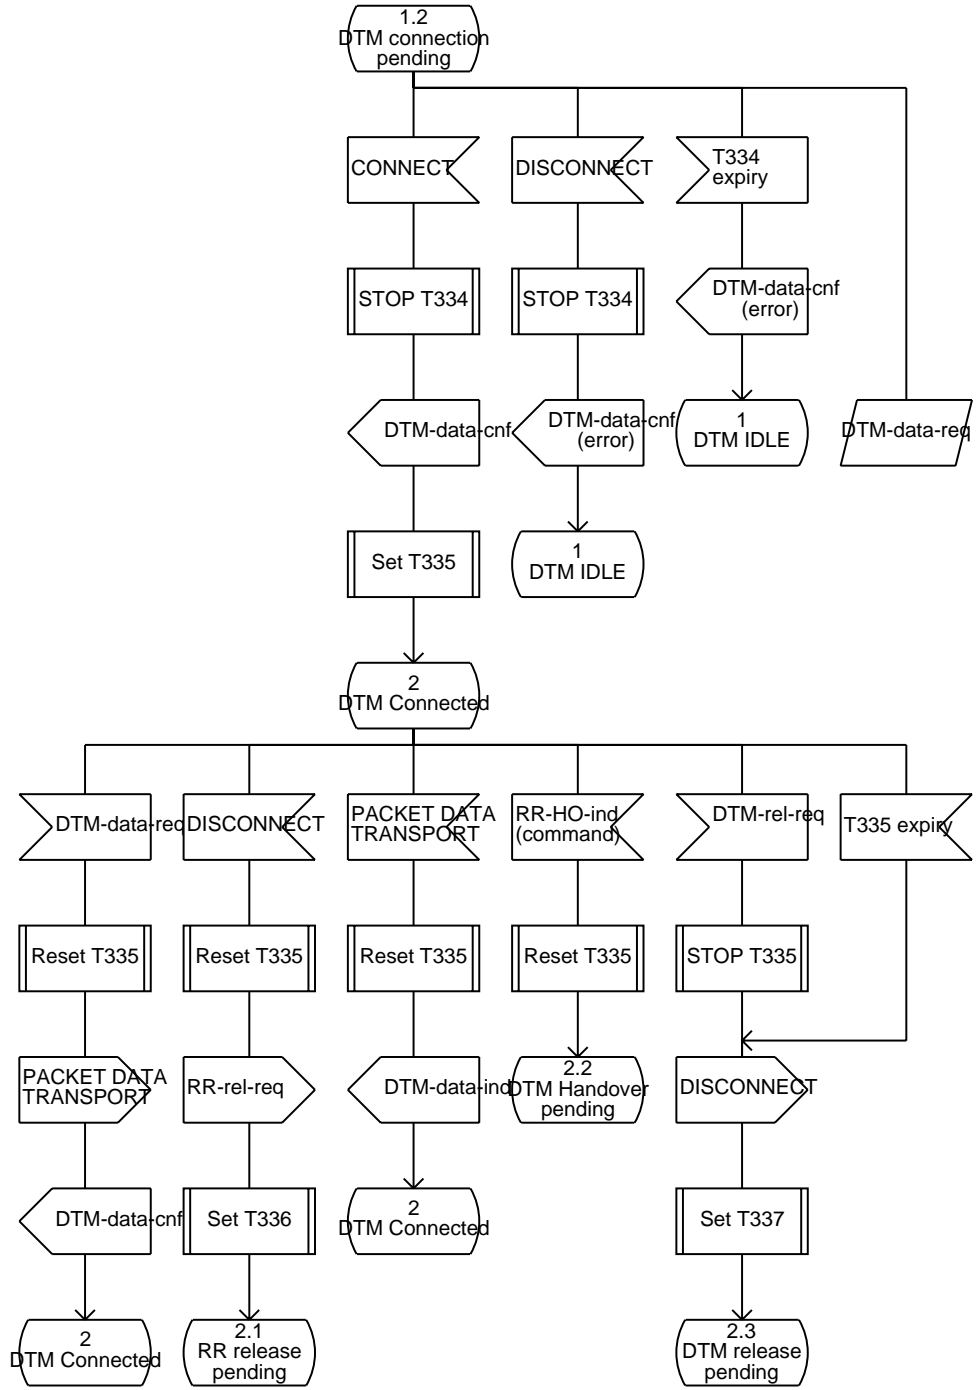 1.2
DTM connection
pending
CONNECT
DISCONNECT
T334
expiry
STOP T334
STOP T334
DTM-data-cnf
(error)
DTM-data-cnf
DTM-data-cnf
(error)
1
DTM IDLE
DTM-data-req
Set T335
1
DTM IDLE
2
DTM Connected
DTM-data-req
DISCONNECT
PACKET DATA
TRANSPORT
RR-HO-ind
(command)
DTM-rel-req
T335 expiry
Reset T335
Reset T335
Reset T335
Reset T335
STOP T335
PACKET DATA
TRANSPORT
RR-rel-req
DTM-data-ind
2.2
DTM Handover
pending
DISCONNECT
DTM-data-cnf
Set T336
2
DTM Connected
Set T337
2
DTM Connected
2.1
RR release
pending
2.3
DTM release
pending